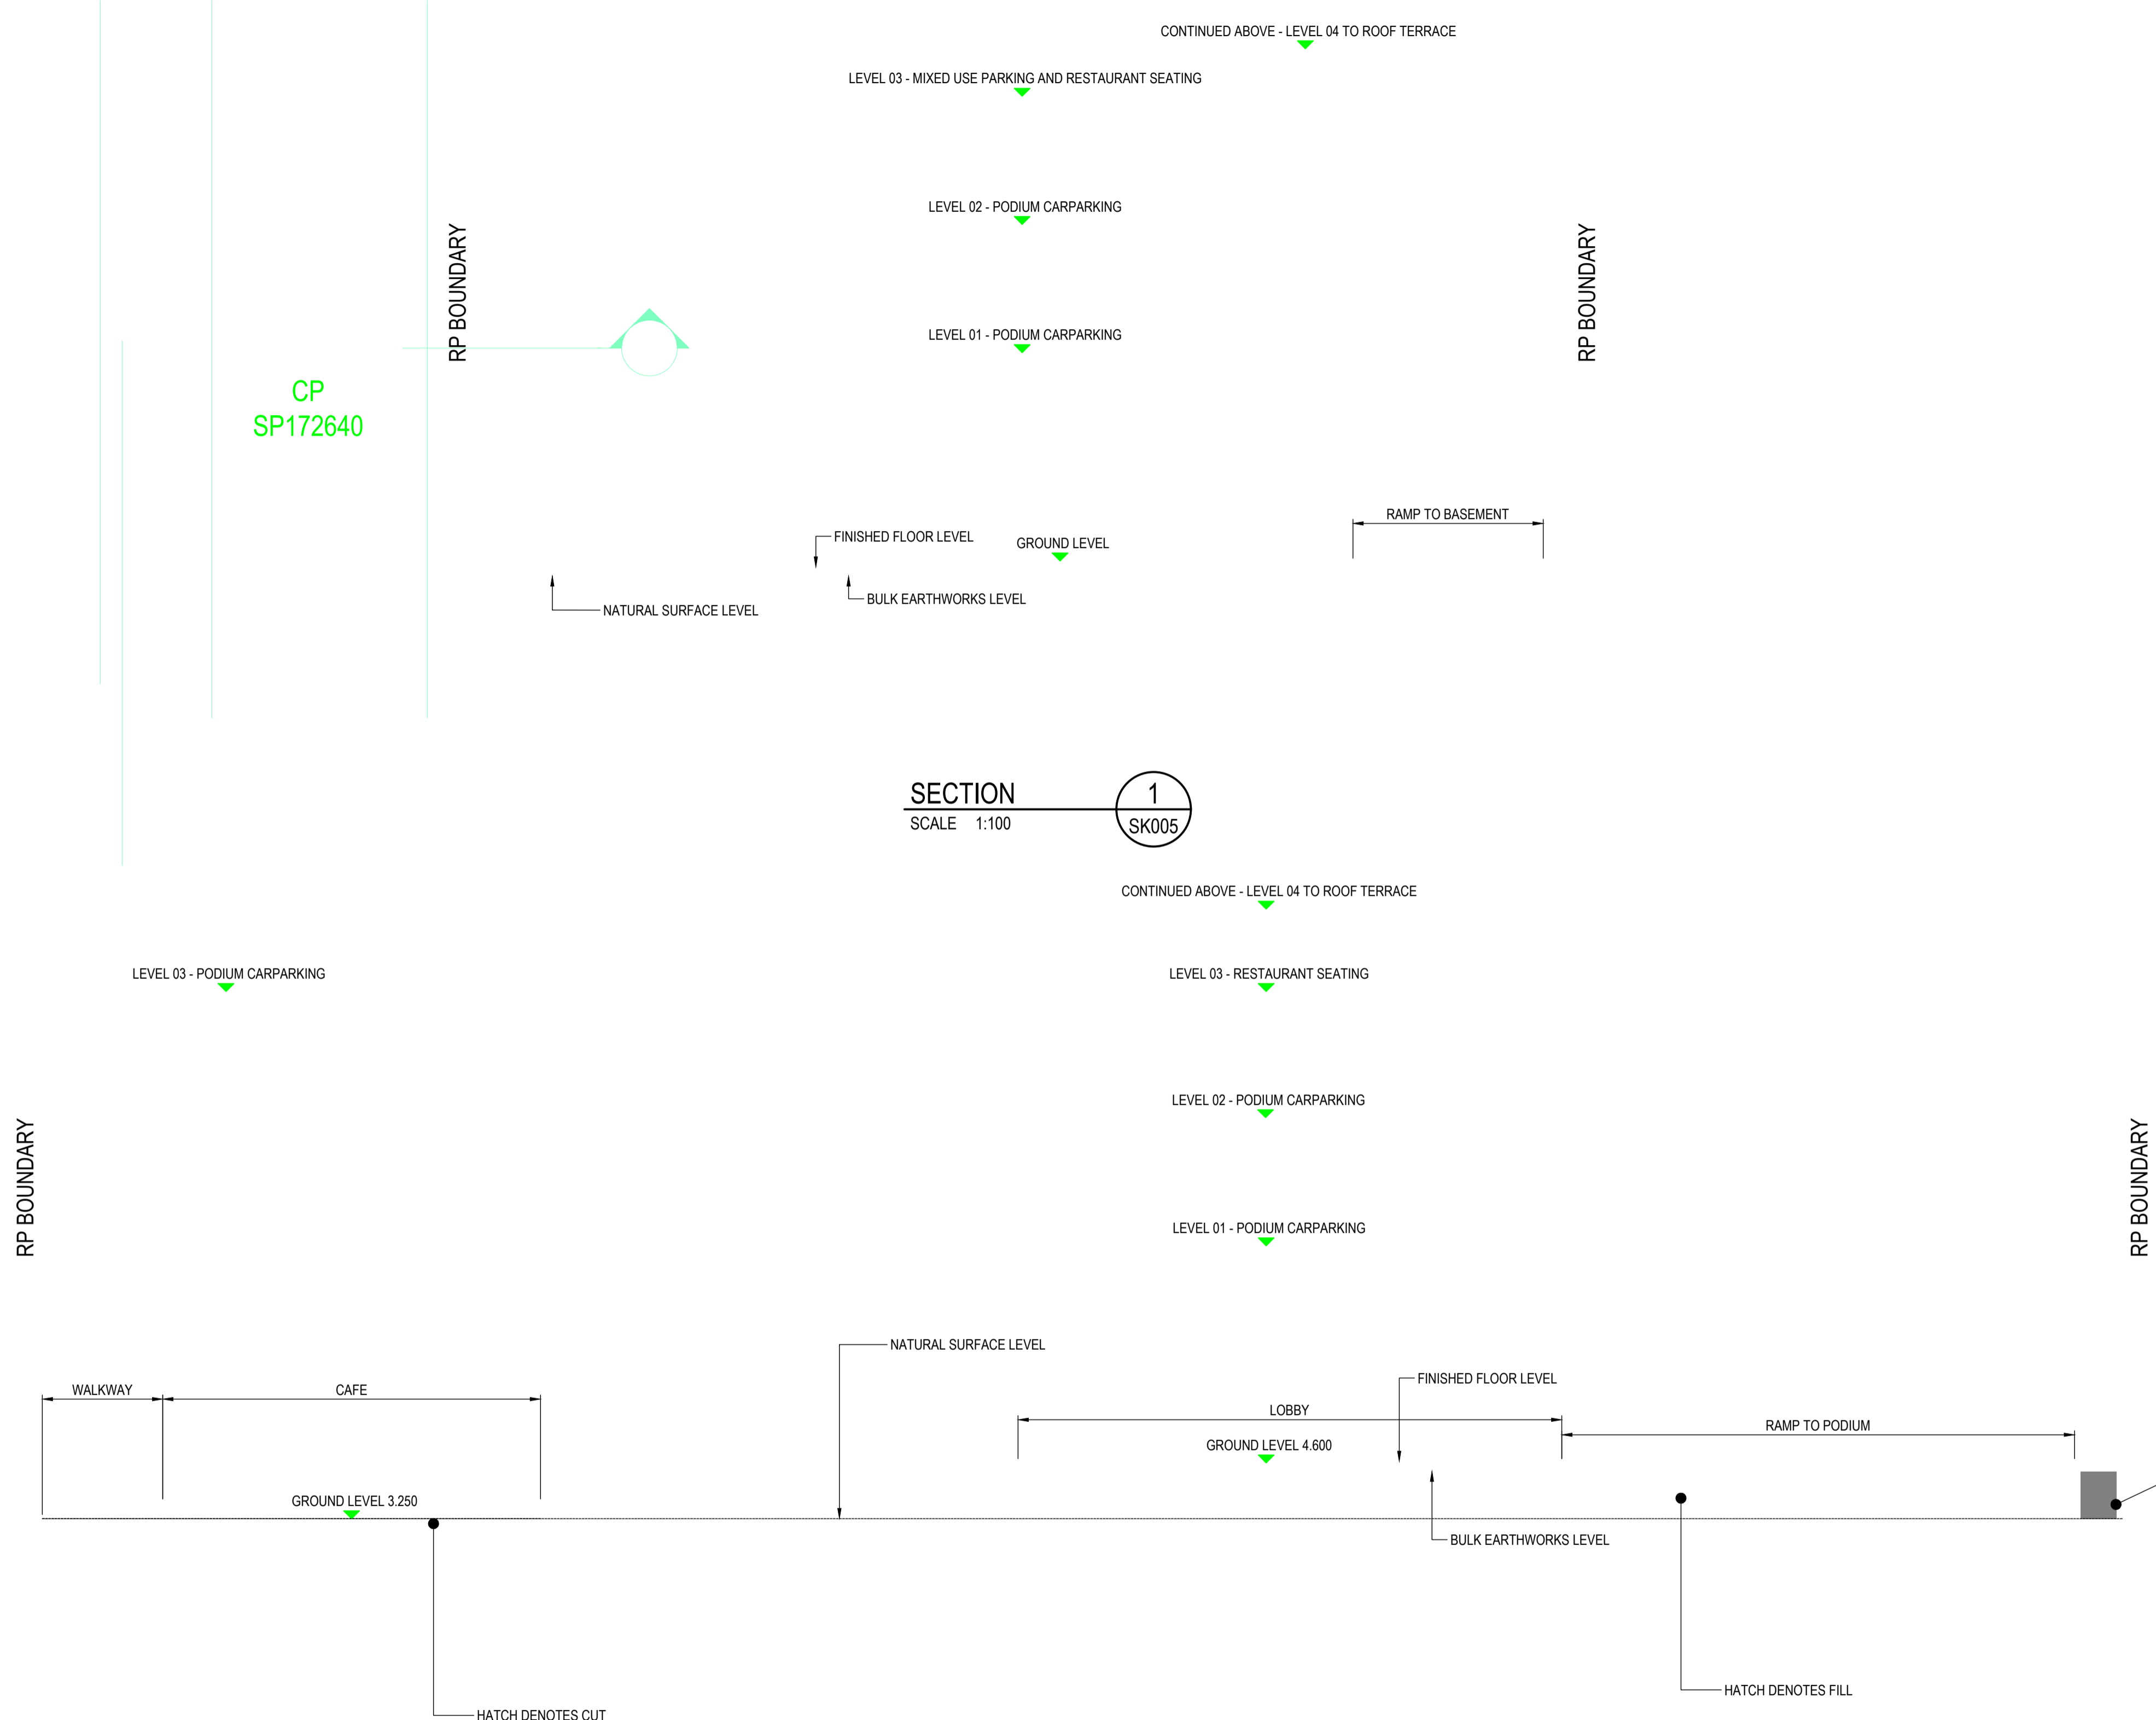 CONTINUED ABOVE - LEVEL 04 TO ROOF TERRACE
LEVEL 03 - MIXED USE PARKING AND RESTAURANT SEATING
LEVEL 02 - PODIUM CARPARKING
RP BOUNDARY
RP BOUNDARY
LEVEL 01 - PODIUM CARPARKING
CP
SP172640
RAMP TO BASEMENT
FINISHED FLOOR LEVEL
GROUND LEVEL
BULK EARTHWORKS LEVEL
NATURAL SURFACE LEVEL
SECTION
SCALE 1:100
1
SK005
CONTINUED ABOVE - LEVEL 04 TO ROOF TERRACE
LEVEL 03 - PODIUM CARPARKING
LEVEL 03 - RESTAURANT SEATING
LEVEL 02 - PODIUM CARPARKING
RP BOUNDARY
RP BOUNDARY
LEVEL 01 - PODIUM CARPARKING
NATURAL SURFACE LEVEL
FINISHED FLOOR LEVEL
WALKWAY
CAFE
LOBBY
RAMP TO PODIUM
GROUND LEVEL 4.600
GROUND LEVEL 3.250
BULK EARTHWORKS LEVEL
HATCH DENOTES FILL
HATCH DENOTES CUT